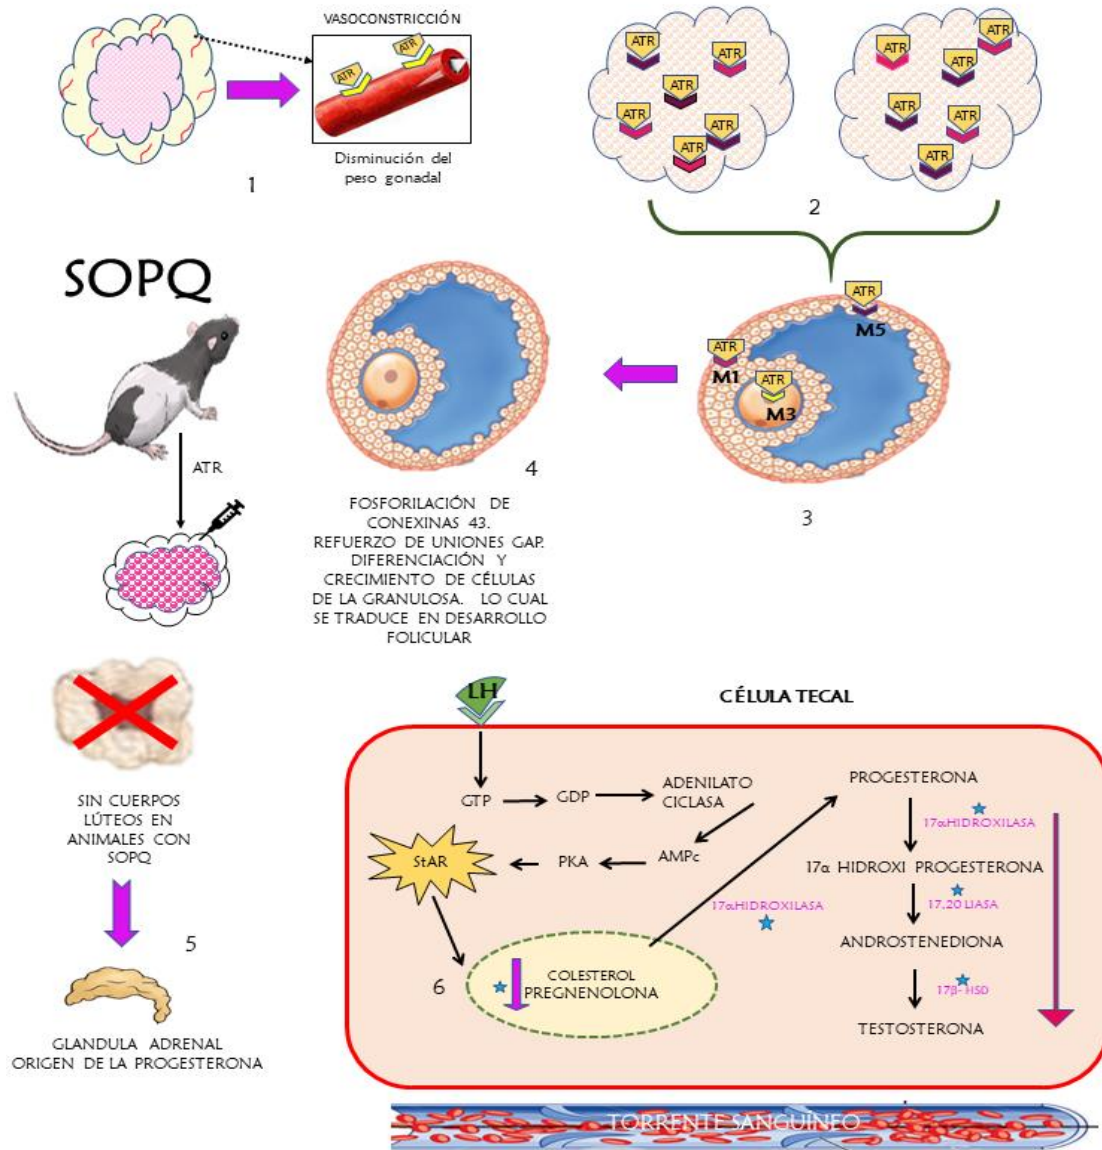 VASOCONSTRICCIÓN
ATR
ATR
Disminución del
peso gonadal
1
ATR
ATR
ATR
ATR
ATR
ATR
ATR
ATR
ATR
ATR
ATR
ATR
2
SOPQ
ATR
ATR
M5
ATR
M1
ATR
M3
3
4
FOSFORILACIÓN DE
CONEXINAS 43.
REFUERZO DE UNIONES GAP.
DIFERENCIACIÓN Y
CRECIMIENTO DE CÉLULAS
DE LA GRANULOSA. LO CUAL
SE TRADUCE EN DESARROLLO
FOLICULAR
SIN CUERPOS
LÚTEOS EN
ANIMALES CON
SOPQ
5
GLANDULA ADRENAL
ORIGEN DE LA PROGESTERONA
LH
CÉLULA TECAL
GTP
GDP
ADENILATO
CICLASA
AMPc
PKA
StAR
6
COLESTEROL
PREGNENOLONA
17αHIDROXILASA
PROGESTERONA
17αHIDROXILASA
17α HIDROXI PROGESTERONA
17,20 LIASA
ANDROSTENEDIONA
17β- HSD
TESTOSTERONA
TORRENTE SANGUINEO